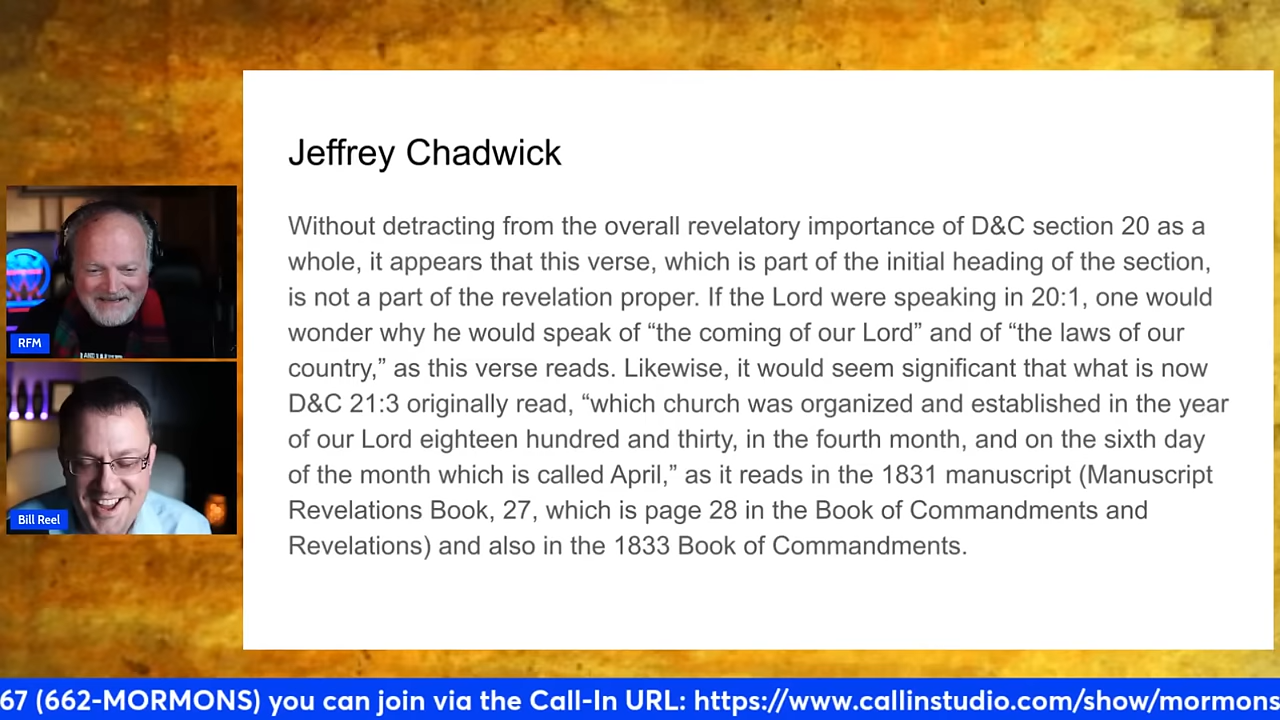 Jeffrey Chadwick
Without detracting from the overall revelatory importance of D&C section 20 as a
whole, it appears that this verse, which is part of the initial heading of the section,
is not a part of the revelation proper. If the Lord were speaking in 20:1, one would
wonder why he would speak of “the coming of our Lord” and of “the laws of our
country,” as this verse reads. Likewise, it would seem significant that what is now
D&C 21:3 originally read, “which church was organized and established in the year
of our Lord eighteen hundred and thirty, in the fourth month, and on the sixth day
of the month which is called April,” as it reads in the 1831 manuscript (Manuscript
Revelations Book, 27, which is page 28 in the Book of Commandments and
Revelations) and also in the 1833 Book of Commandments.
RFM
Bill Reel
67 (662-MORMONS) you can join via the Call-In URL: https://www.callinstudio.com/show/mormons